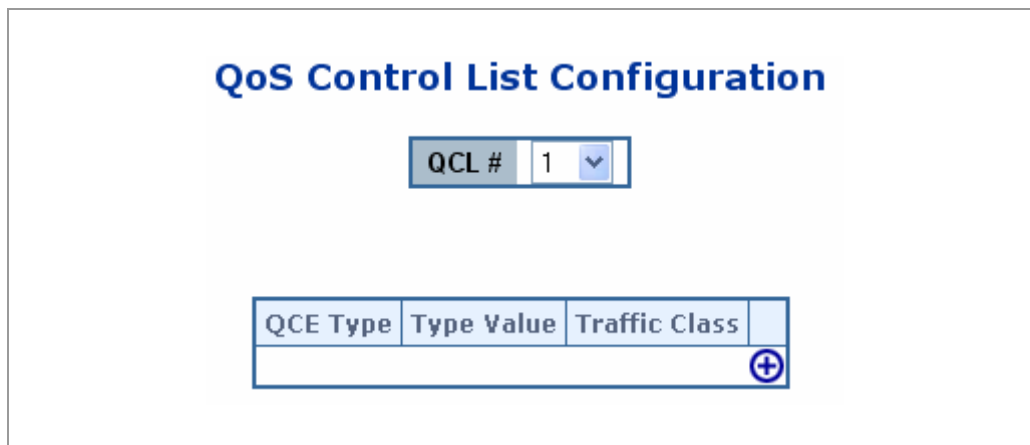 QoS Control List Configuration
QCL # 1
QCE Type Type Value Traffic Class